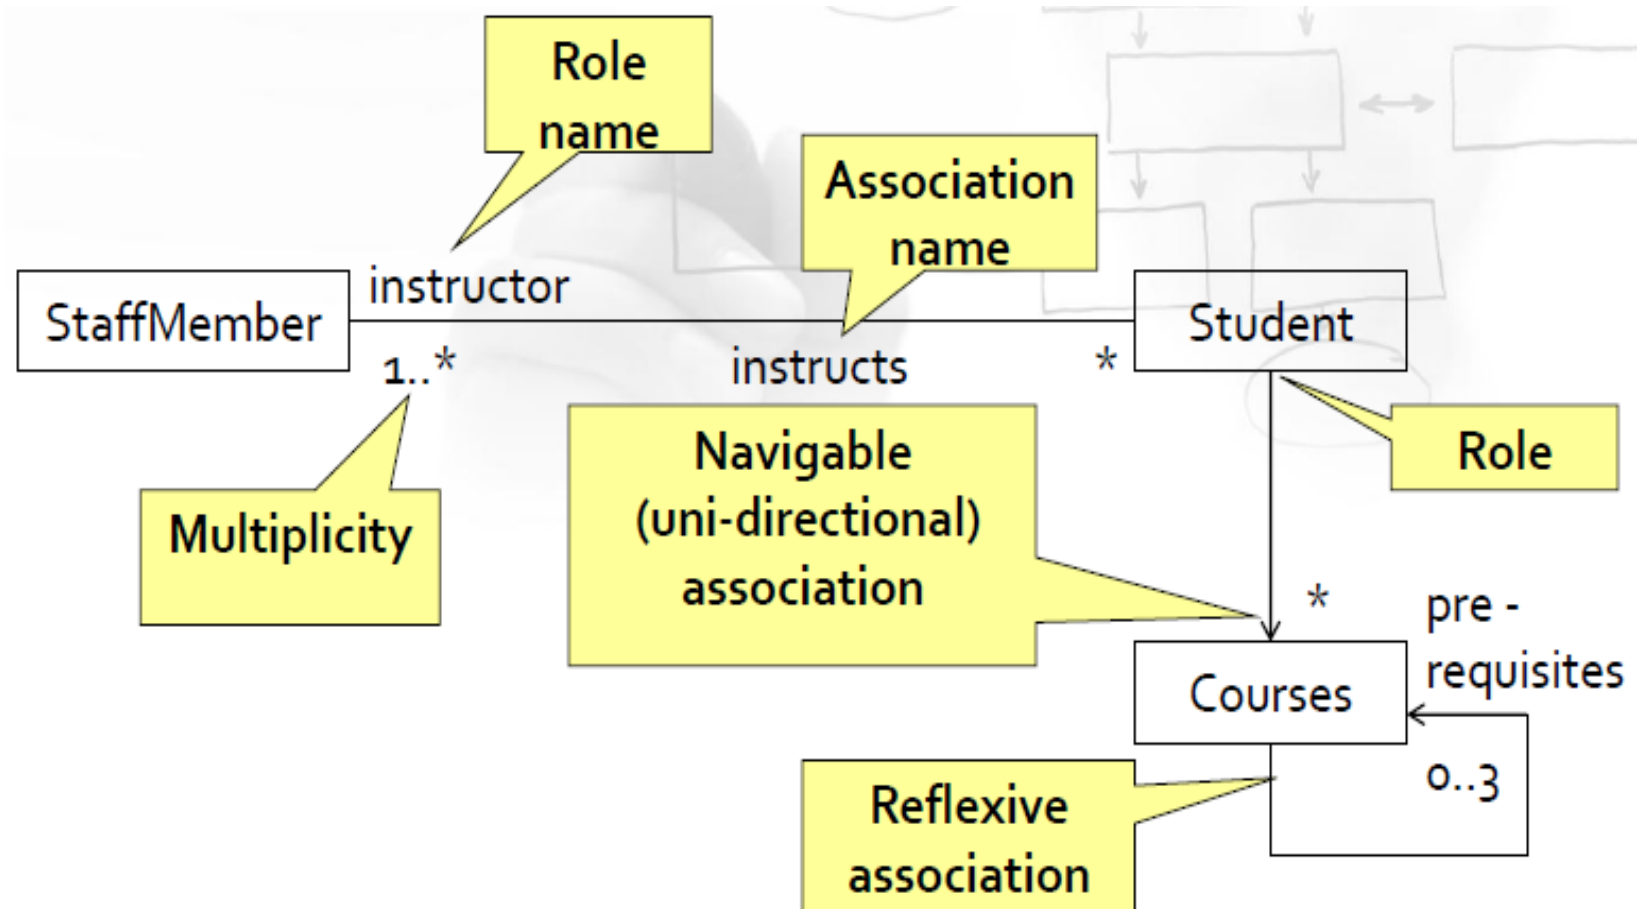 Role
name
Association
name
instructor
StaffMember
Student
1..*
instructs
*
Navigable
(uni-directional)
association
Role
Multiplicity
*
pre -
requisites
Courses
0..3
Reflexive
association